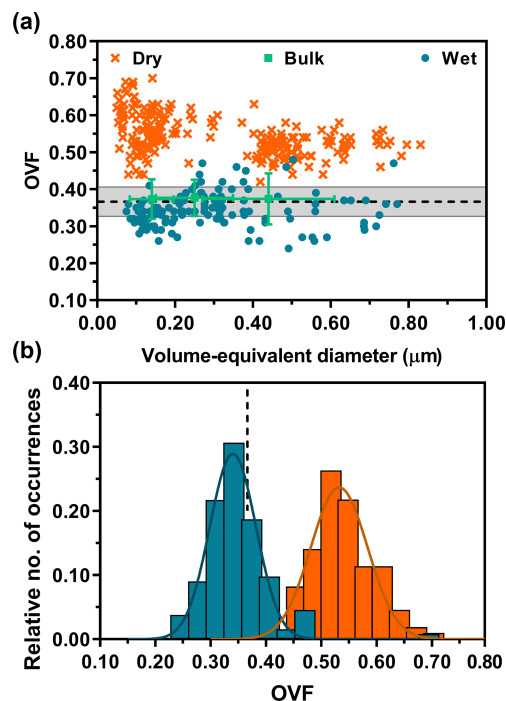 (a)
0.80
Dry Bulk Wet
0.70
0.60
0.50
OVF
0.40
0.30
0.20
0.10
0.00 0.20 0.40 0.60 0.80 1.00
Volume-equivalent diameter (μm)
(b)
0.40
0.30
Relative no. of occurrences
0.20
0.10
0.00
0.10 0.20 0.30 0.40 0.50 0.60 0.70 0.80
OVF